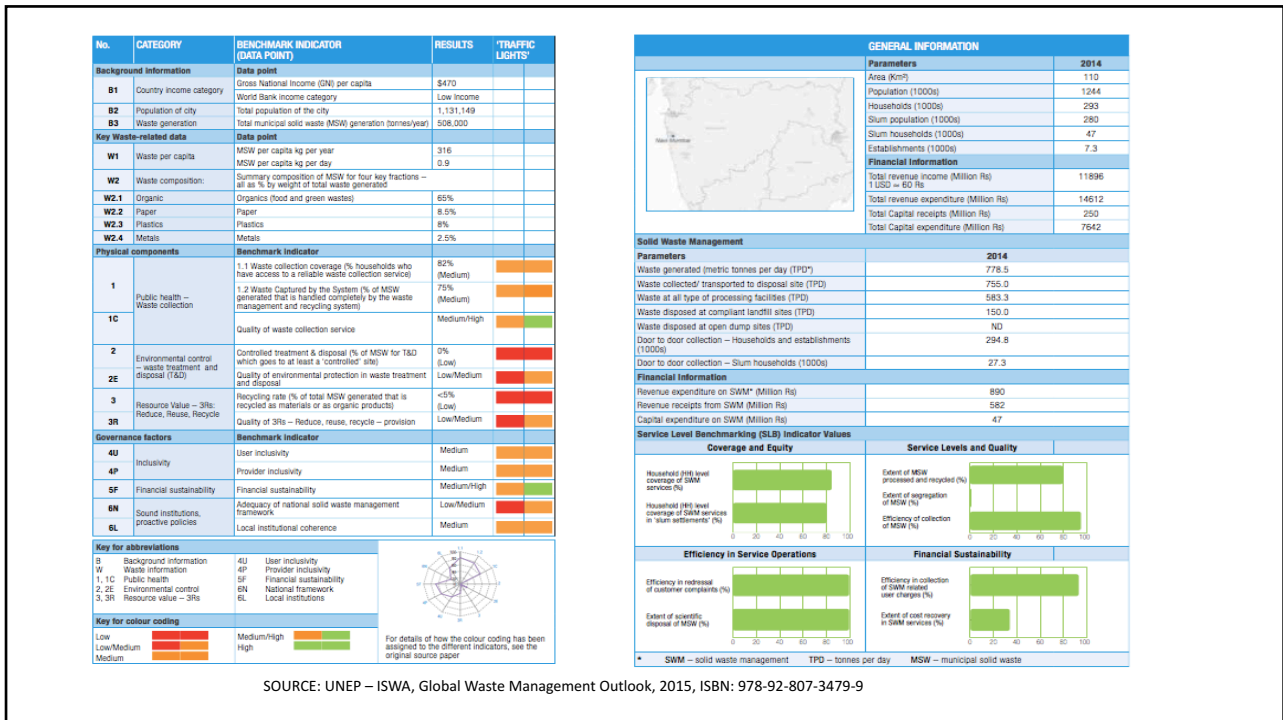 No. CATEGORY BENCHMARK INDICATOR (DATA POINT) RESULTS 'TRAFFIC LIGHTS'
Background information Data point
B1 Country income category Gross National Income (GNI) per capita $470
World Bank income category Low Income
B2 Population of city Total population of the city 1,131,149
B3 Waste generation Total municipal solid waste (MSW) generation (tonnes/year) 508,000
Key Waste-related data Data point
W1 Waste per capita MSW per capita kg per year 316
MSW per capita kg per day 0.9
W2 Waste composition: Summary composition of MSW for four key fractions –
all as % by weight of total waste generated
W2.1 Organic Organics (food and green wastes) 65%
W2.2 Paper Paper 8.5%
W2.3 Plastics Plastics 8%
W2.4 Metals Metals 2.5%
Physical components Benchmark indicator
1 Public health –
Waste collection
1.1 Waste collection coverage (% households who
have access to a reliable waste collection service)
82%
(Medium)
1.2 Waste Captured by the System (% of MSW
generated that is handled completely by the waste
management and recycling system)
75%
(Medium)
1C Quality of waste collection service Medium/High
2 Environmental control
– waste treatment and
disposal (T&D)
Controlled treatment & disposal (% of MSW for T&D
which goes to at least a 'controlled' site)
0%
(Low)
2E Quality of environmental protection in waste treatment
and disposal
Low/Medium
3 Resource Value – 3Rs:
Reduce, Reuse, Recycle
Recycling rate (% of total MSW generated that is
recycled as materials or as organic products)
<5%
(Low)
3R Quality of 3Rs – Reduce, reuse, recycle – provision Low/Medium
Governance factors Benchmark indicator
4U Inclusivity User inclusivity Medium
4P Provider inclusivity Medium
5F Financial sustainability Financial sustainability Medium/High
6N Sound institutions,
proactive policies
Adequacy of national solid waste management
framework
Low/Medium
6L Local institutional coherence Medium
Key for abbreviations
B Background information 4U User inclusivity
W Waste information 4P Provider inclusivity
1, 1C Public health 5F Financial sustainability
2, 2E Environmental control 6N National framework
3, 3R Resource value – 3Rs 6L Local institutions
Key for colour coding
Low Medium/High
Low/Medium High
Medium
For details of how the colour coding has been
assigned to the different indicators, see the
original source paper
GENERAL INFORMATION
Parameters 2014
Area (Km²) 110
Population (1000s) 1244
Households (1000s) 293
Slum population (1000s) 280
Slum households (1000s) 47
Establishments (1000s) 7.3
Financial Information
Total revenue income (Million Rs)
1 USD = 60 Rs
11896
Total revenue expenditure (Million Rs) 14612
Total Capital receipts (Million Rs) 250
Total Capital expenditure (Million Rs) 7642
Solid Waste Management
Parameters 2014
Waste generated (metric tonnes per day (TPD*) 778.5
Waste collected/ transported to disposal site (TPD) 755.0
Waste at all type of processing facilities (TPD) 583.3
Waste disposed at compliant landfill sites (TPD) 150.0
Waste disposed at open dump sites (TPD) ND
Door to door collection – Households and establishments
(1000s)
294.8
Door to door collection – Slum households (1000s) 27.3
Financial Information
Revenue expenditure on SWM* (Million Rs) 890
Revenue receipts from SWM (Million Rs) 582
Capital expenditure on SWM (Million Rs) 47
Service Level Benchmarking (SLB) Indicator Values
Coverage and Equity
Household (HH) level
coverage of SWM
services (%)
Household (HH) level
coverage of SWM services
in 'slum settlements' (%)
0 20 40 60 80 100
Service Levels and Quality
Extent of MSW
processed and recycled (%)
Extent of segregation
of MSW (%)
Efficiency of collection
of MSW (%)
0 20 40 60 80 100
Efficiency in Service Operations
Efficiency in redressal
of customer complaints (%)
Extent of scientific
disposal of MSW (%)
0 20 40 60 80 100
Financial Sustainability
Efficiency in collection
of SWM related
user charges (%)
Extent of cost recovery
in SWM services (%)
0 20 40 60 80 100
* SWM – solid waste management TPD – tonnes per day MSW – municipal solid waste
SOURCE: UNEP – ISWA, Global Waste Management Outlook, 2015, ISBN: 978-92-807-3479-9